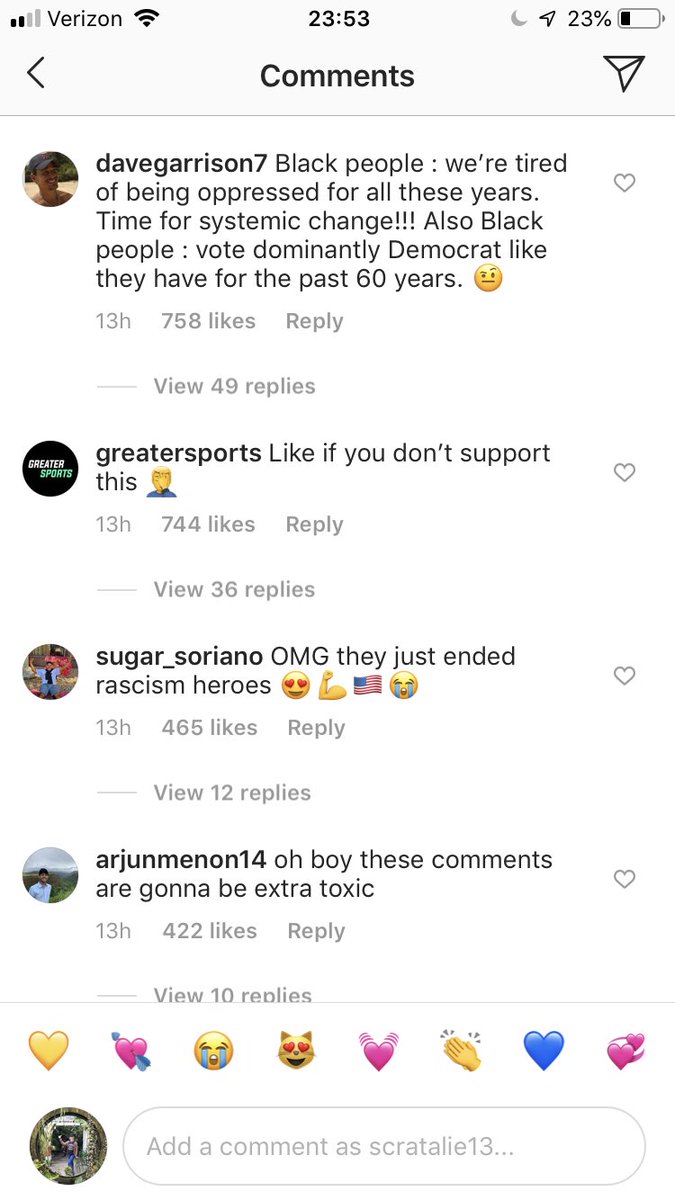 Verizon 23:53 23%
Comments
davegarrison7 Black people : we’re tired
of being oppressed for all these years.
Time for systemic change!!! Also Black
people : vote dominantly Democrat like
they have for the past 60 years. 🤨
13h 758 likes Reply
View 49 replies
GREATER
SPORTS
greatersports Like if you don’t support
this 🤦‍♂️
13h 744 likes Reply
View 36 replies
sugar_soriano OMG they just ended
rascism heroes 😍💪🇺🇸😭
13h 465 likes Reply
View 12 replies
arjunmenon14 oh boy these comments
are gonna be extra toxic
13h 422 likes Reply
View 10 replies
💛 💘 😭 😻 💓 👏 💙 💞
Add a comment as scratalie13...